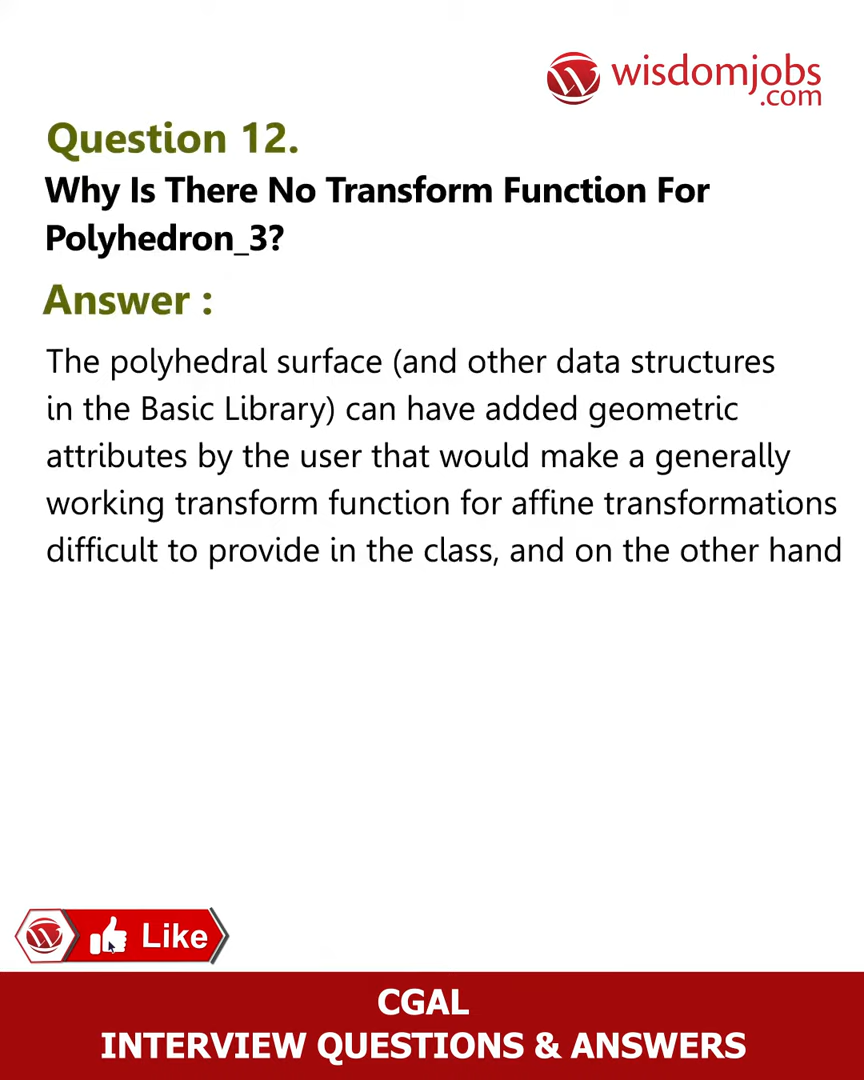 wisdomjobs
.com
Question 12.
Why Is There No Transform Function For
Polyhedron_3?
Answer :
The polyhedral surface (and other data structures
in the Basic Library) can have added geometric
attributes by the user that would make a generally
working transform function for affine transformations
difficult to provide in the class, and on the other hand
Like
CGAL
INTERVIEW QUESTIONS & ANSWERS